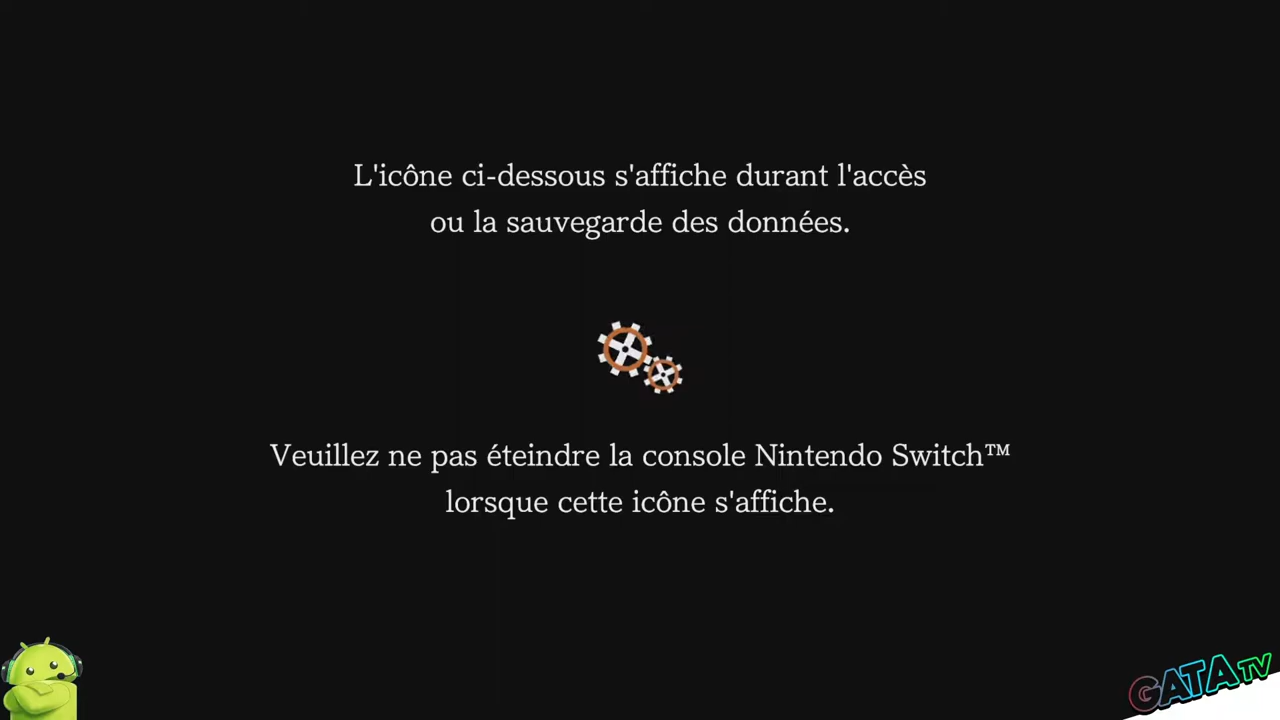 L'icône ci-dessous s'affiche durant l'accès
ou la sauvegarde des données.
Veuillez ne pas éteindre la console Nintendo Switch™
lorsque cette icône s'affiche.
GATA TV